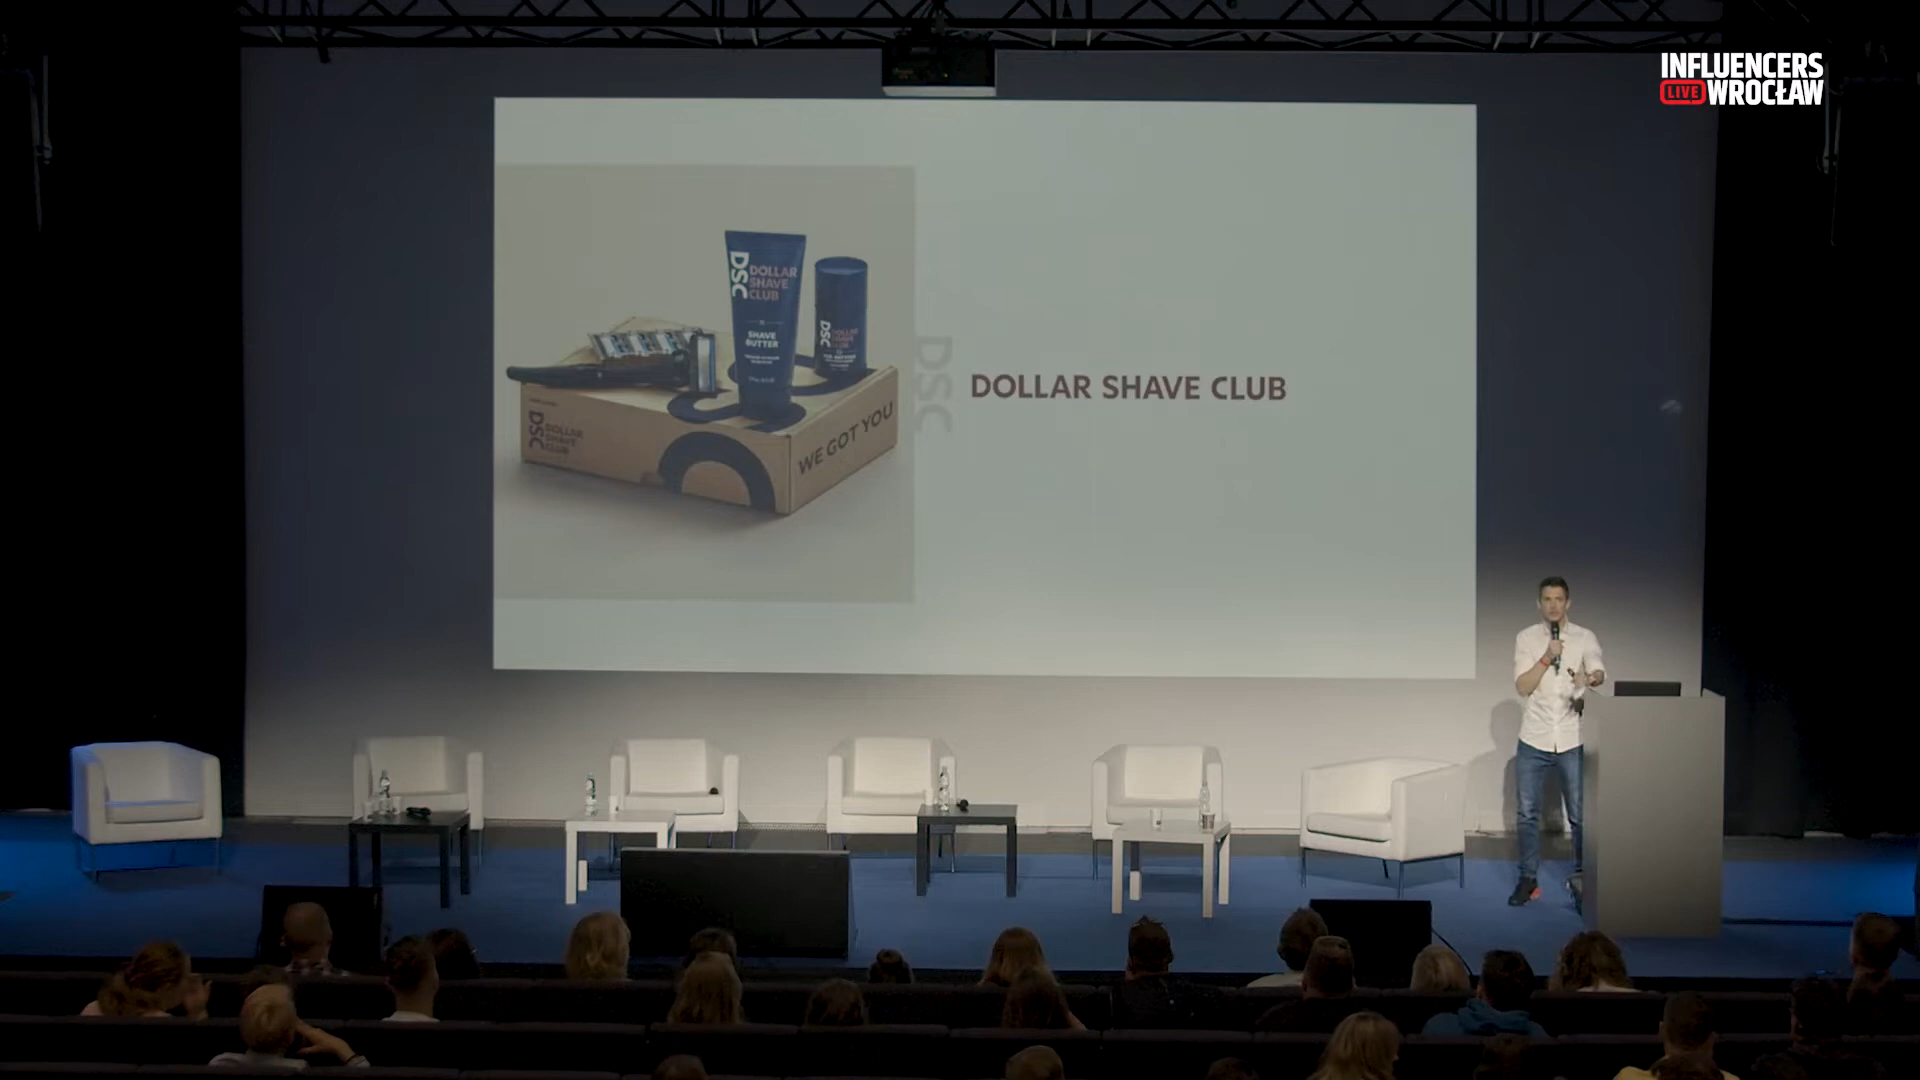 INFLUENCERS
LIVE WROCŁAW
DSC
DOLLAR
SHAVE
CLUB
SHAVE
BUTTER
DSC
DOLLAR
SHAVE
CLUB
DSC
DOLLAR
SHAVE
CLUB
WE GOT YOU
DSC
DOLLAR SHAVE CLUB